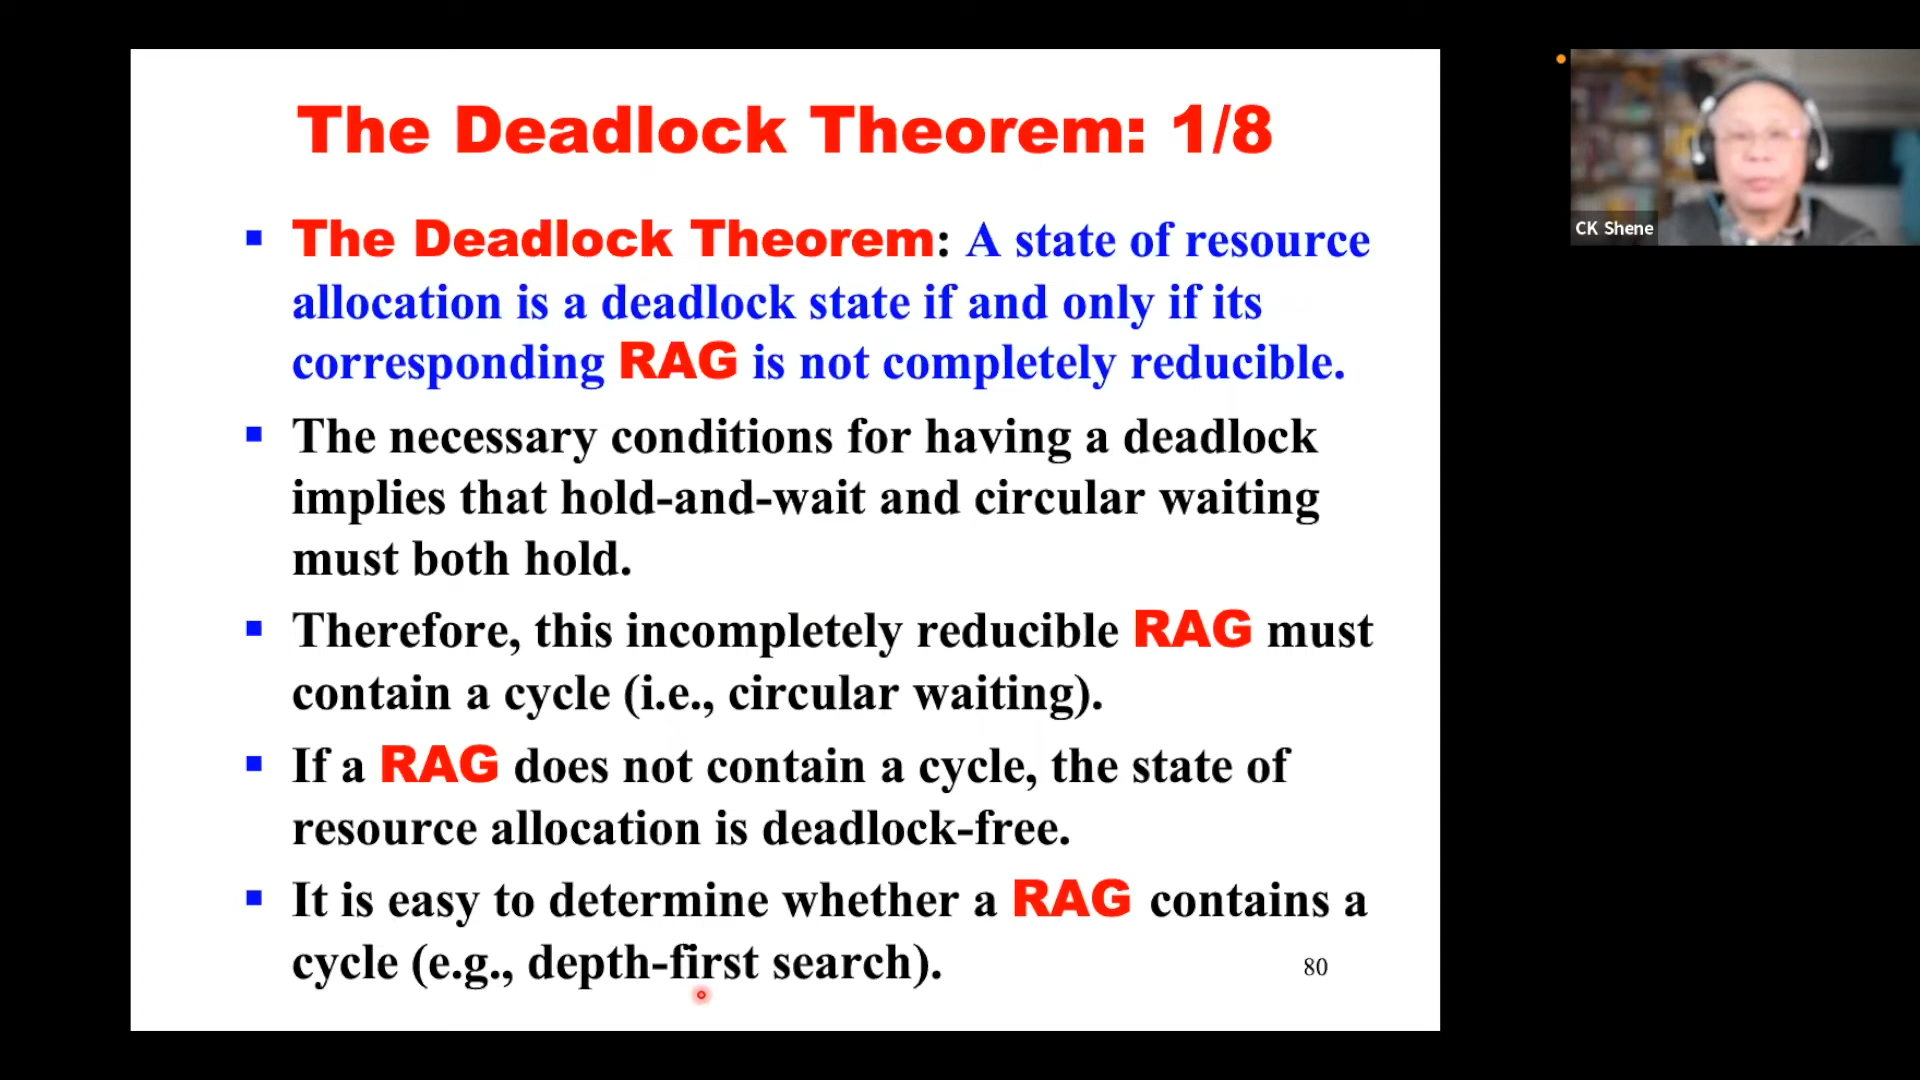 The Deadlock Theorem: 1/8
▪ The Deadlock Theorem: A state of resource
allocation is a deadlock state if and only if its
corresponding RAG is not completely reducible.
▪ The necessary conditions for having a deadlock
implies that hold-and-wait and circular waiting
must both hold.
▪ Therefore, this incompletely reducible RAG must
contain a cycle (i.e., circular waiting).
▪ If a RAG does not contain a cycle, the state of
resource allocation is deadlock-free.
▪ It is easy to determine whether a RAG contains a
cycle (e.g., depth-first search).
80
CK Shene